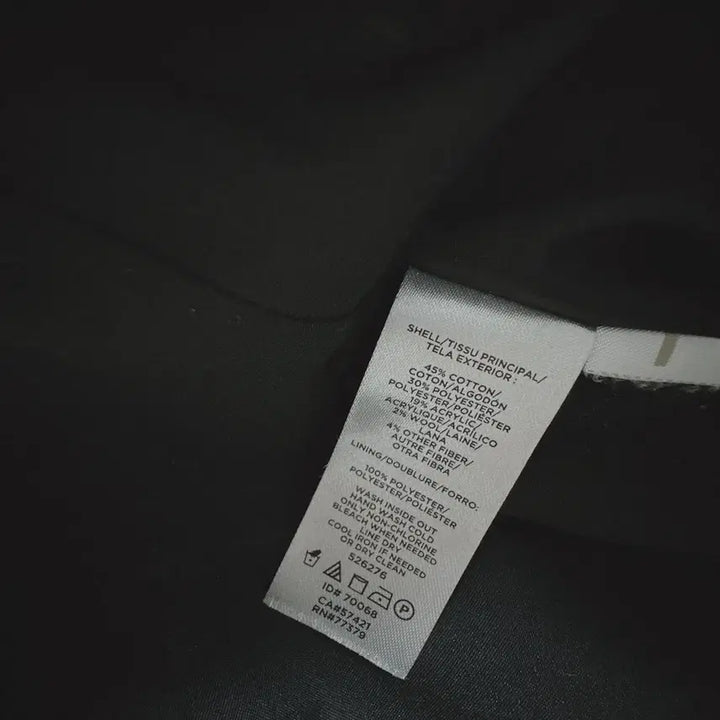 SHELL/TISSU PRINCIPAL/
TELA EXTERIOR:
45% COTTON/
COTON/ALGODÓN
30% POLYESTER/
POLYESTER/POLIÉSTER
19% ACRYLIC/
ACRYLIQUE/ACRÍLICO
2% WOOL/LAINE/
LANA
4% OTHER FIBER/
AUTRE FIBRE/
OTRA FIBRA
LINING/DOUBLURE/FORRO:
100% POLYESTER/
POLYESTER/POLIÉSTER
WASH INSIDE OUT
HAND WASH COLD
ONLY NON-CHLORINE
BLEACH WHEN NEEDED
LINE DRY
COOL IRON IF NEEDED
OR DRY CLEAN
526276
P
ID# 70068
CA#57421
RN#77379